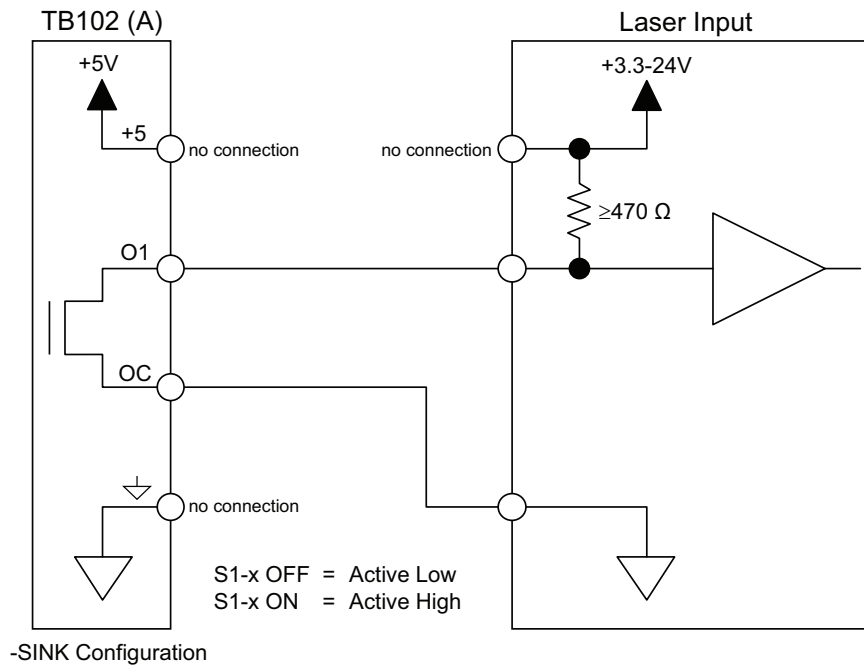 TB102 (A)
Laser Input
+5V
+3.3-24V
+5
no connection
no connection
≥470 Ω
O1
OC
no connection
S1-x OFF = Active Low
S1-x ON = Active High
-SINK Configuration